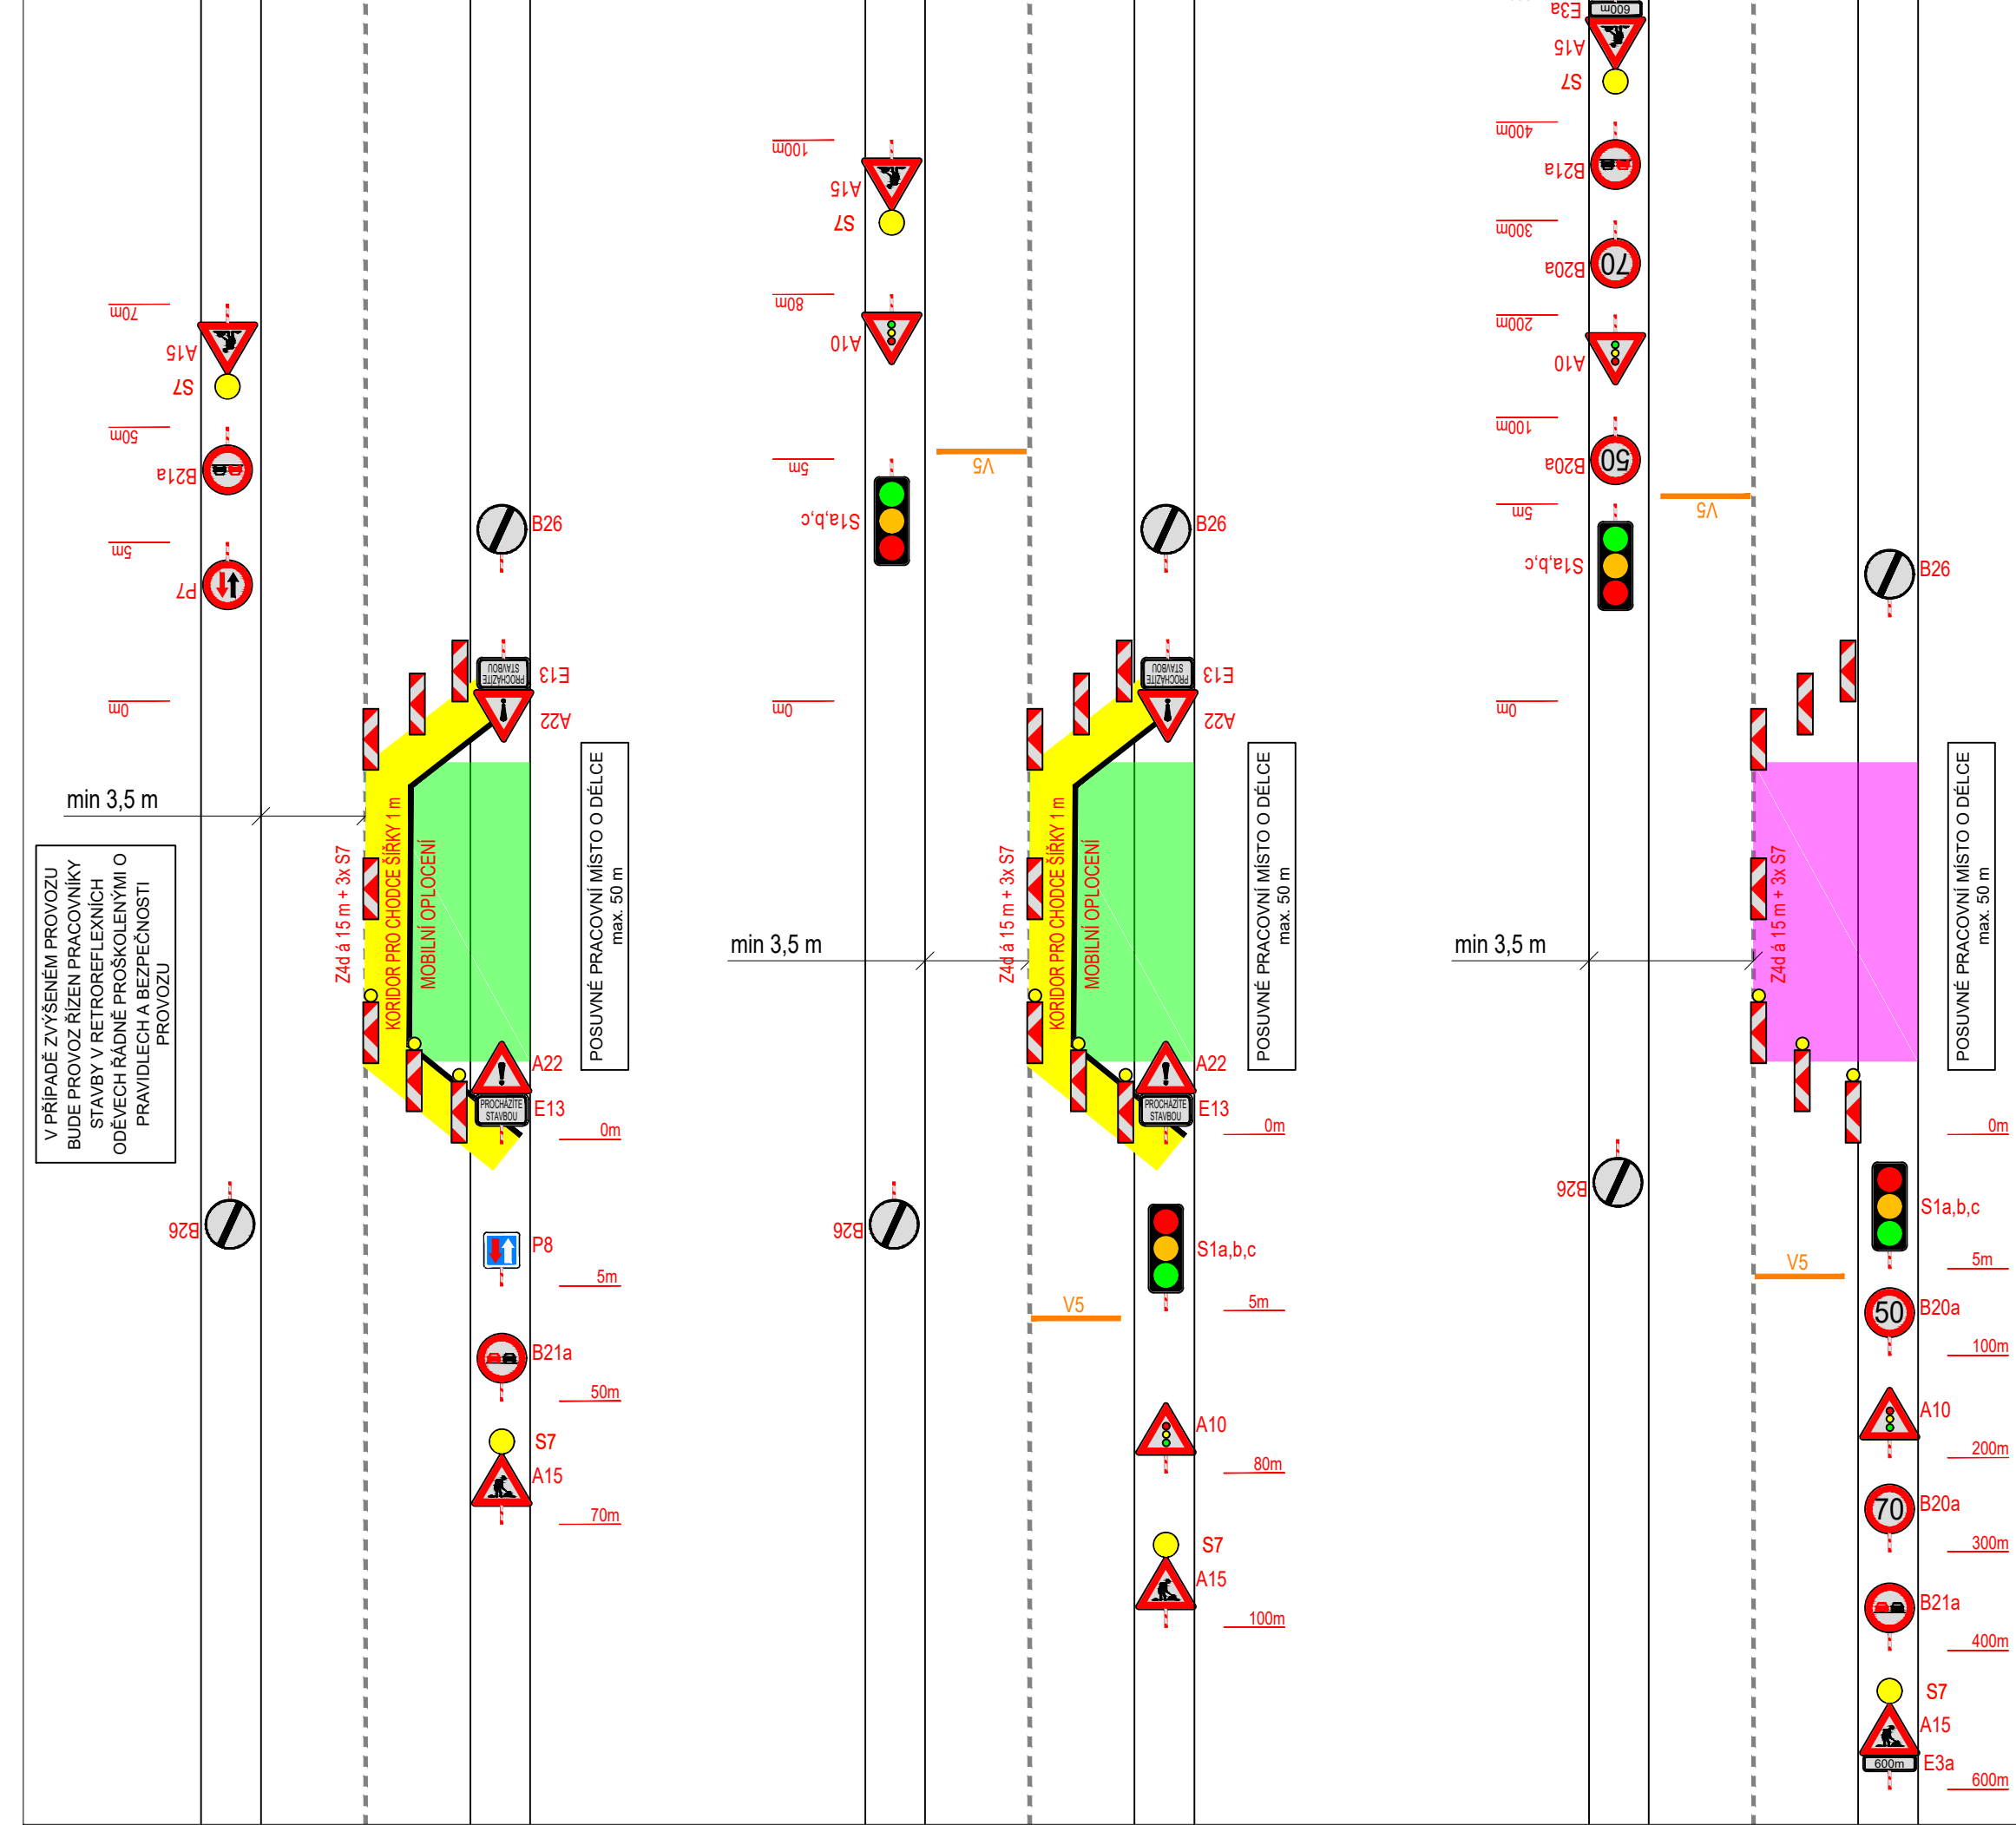 70m
A15
S7
50m
B21a
5m
P7
B26
E13
PROCHÁZÍTE
STAVBOU
A22
0m
min 3,5 m
V PŘÍPADĚ ZVÝŠENÉM PROVOZU
BUDE PROVOZ ŘÍZEN PRACOVNÍKY
STAVBY V RETROREFLEXNÍCH
ODĚVECH ŘÁDNĚ PROŠKOLENÝMI O
PRAVIDLECH A BEZPEČNOSTI
PROVOZU
Z4d á 15 m + 3x S7
KORIDOR PRO CHODCE ŠÍŘKY 1 m
MOBILNÍ OPLOCENÍ
POSUVNÉ PRACOVNÍ MÍSTO O DÉLCE
max. 50 m
A22
PROCHÁZÍTE
STAVBOU
E13
0m
B26
P8
5m
B21a
50m
S7
A15
70m
100m
A15
S7
80m
A10
5m
V5
S1a,b,c
B26
E13
PROCHÁZÍTE
STAVBOU
A22
0m
min 3,5 m
Z4d á 15 m + 3x S7
KORIDOR PRO CHODCE ŠÍŘKY 1 m
MOBILNÍ OPLOCENÍ
POSUVNÉ PRACOVNÍ MÍSTO O DÉLCE
max. 50 m
A22
PROCHÁZÍTE
STAVBOU
E13
0m
B26
S1a,b,c
5m
V5
A10
80m
S7
A15
100m
E3a
600m
A15
S7
400m
B21a
300m
B20a
70
200m
A10
100m
B20a
50
5m
V5
S1a,b,c
B26
0m
min 3,5 m
Z4d á 15 m + 3x S7
POSUVNÉ PRACOVNÍ MÍSTO O DÉLCE
max. 50 m
0m
B26
S1a,b,c
5m
V5
50
B20a
100m
A10
200m
70
B20a
300m
B21a
400m
S7
A15
600m
E3a
600m